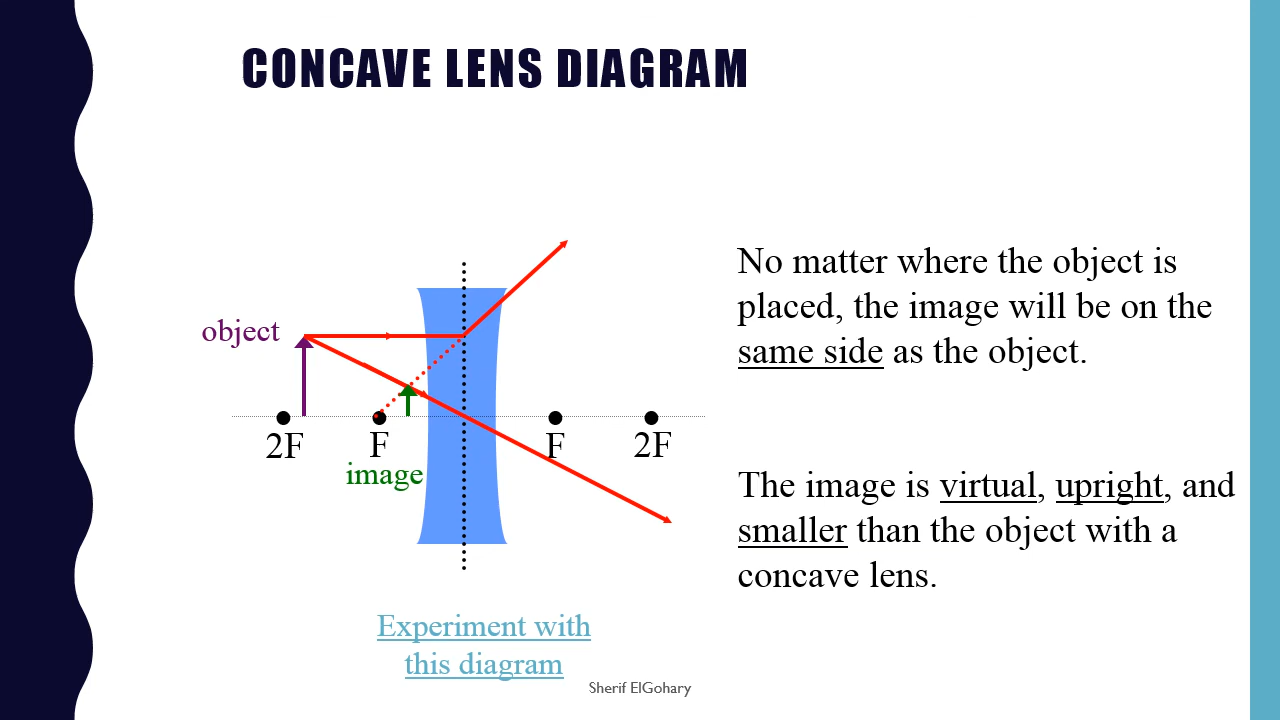 CONCAVE LENS DIAGRAM
object
2F
F
F
2F
image
No matter where the object is
placed, the image will be on the
same side as the object.
The image is virtual, upright, and
smaller than the object with a
concave lens.
Experiment with
this diagram
Sherif ElGohary